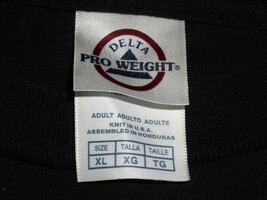 DELTA
PRO WEIGHT®
ADULT ADULTO ADULTE
KNIT IN U.S.A.
ASSEMBLED IN HONDURAS
SIZE TALLA TAILLE
XL XG TG